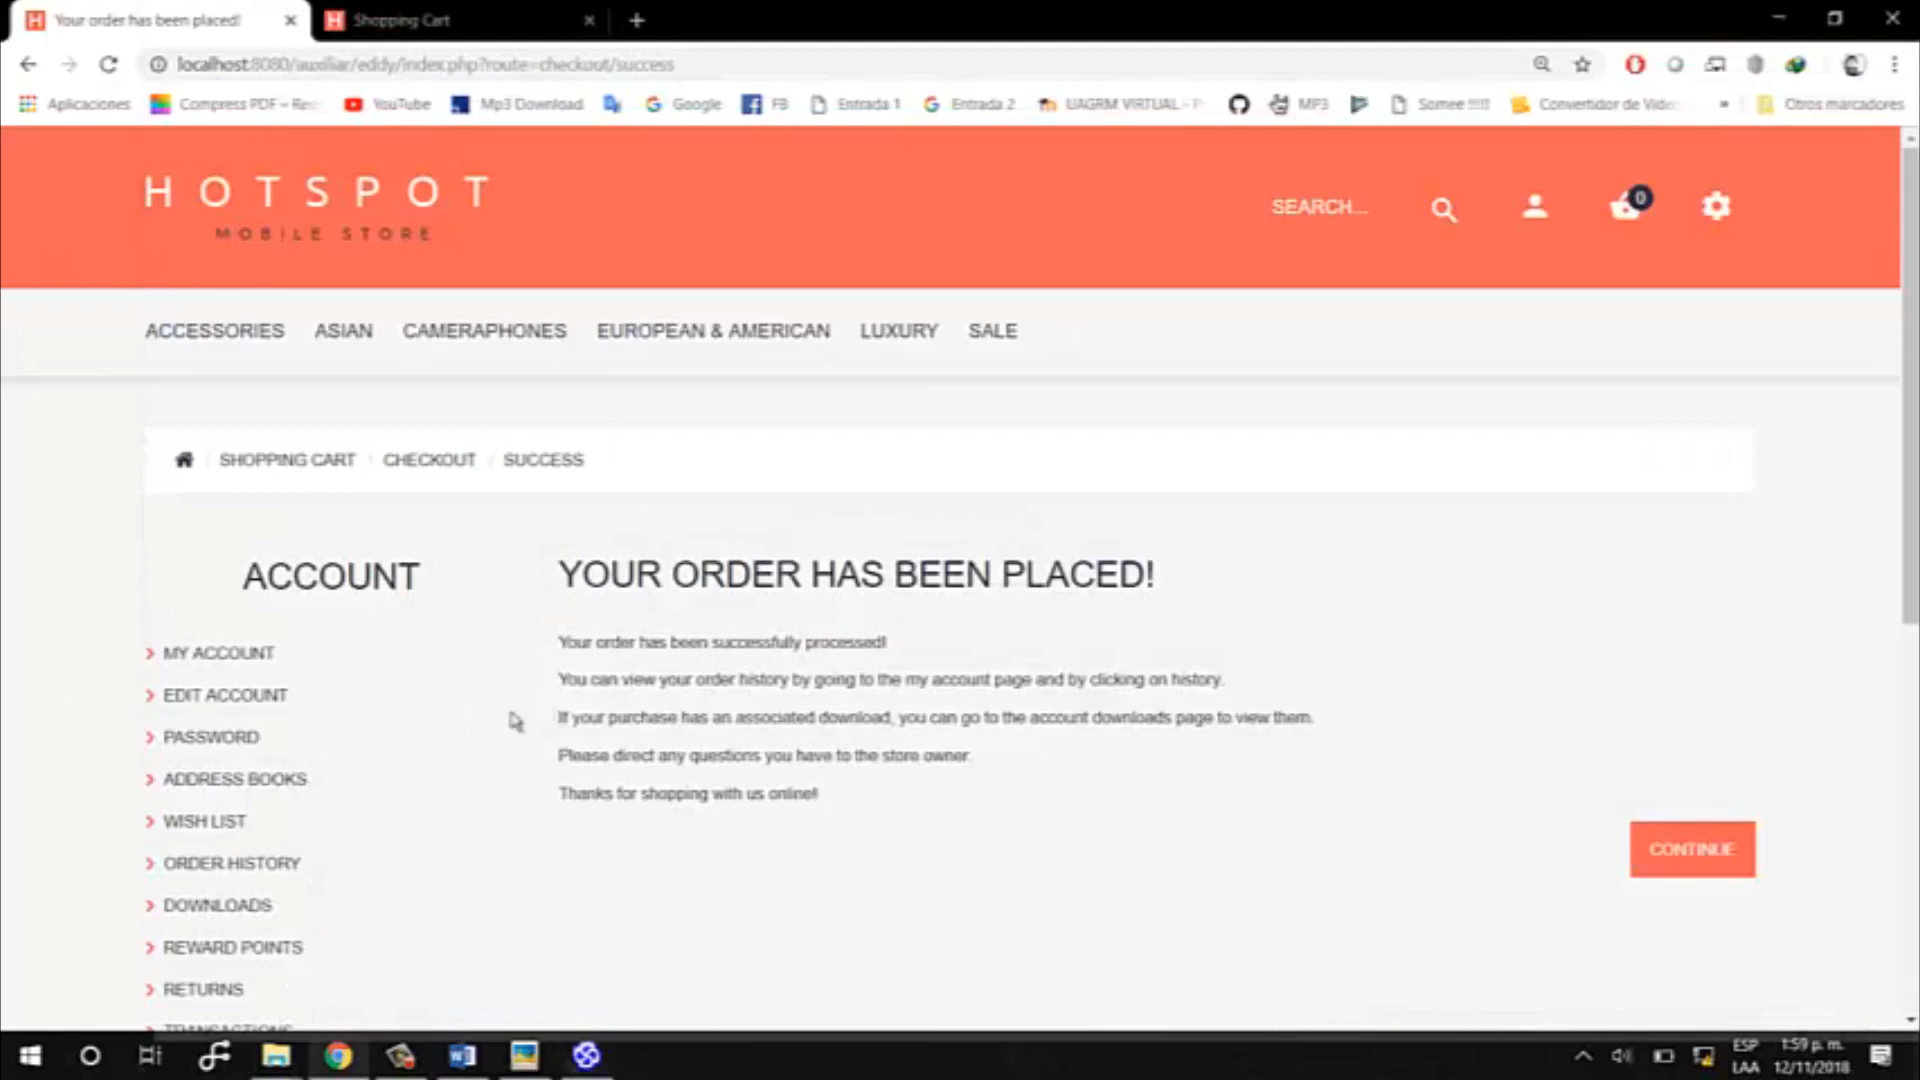 Your order has been placed!
Shopping Cart
localhost:8080/auxiliar/eddy/index.php?route=checkout/success
Aplicaciones
Compress PDF – Re
YouTube
Mp3 Download
Google
FB
Entrada 1
Entrada 2
UAGRM VIRTUAL - P
MP3
Somee !!!!!
Convertidor de Vide
»
Otros marcadores
HOTSPOT
MOBILE STORE
SEARCH...
0
ACCESSORIES ASIAN CAMERAPHONES EUROPEAN & AMERICAN LUXURY SALE
SHOPPING CART CHECKOUT SUCCESS
ACCOUNT
MY ACCOUNT
EDIT ACCOUNT
PASSWORD
ADDRESS BOOKS
WISH LIST
ORDER HISTORY
DOWNLOADS
REWARD POINTS
RETURNS
TRANSACTIONS
YOUR ORDER HAS BEEN PLACED!
Your order has been successfully processed!
You can view your order history by going to the my account page and by clicking on history.
If your purchase has an associated download, you can go to the account downloads page to view them.
Please direct any questions you have to the store owner.
Thanks for shopping with us online!
CONTINUE
ESP
LAA
1:59 p. m.
12/11/2018